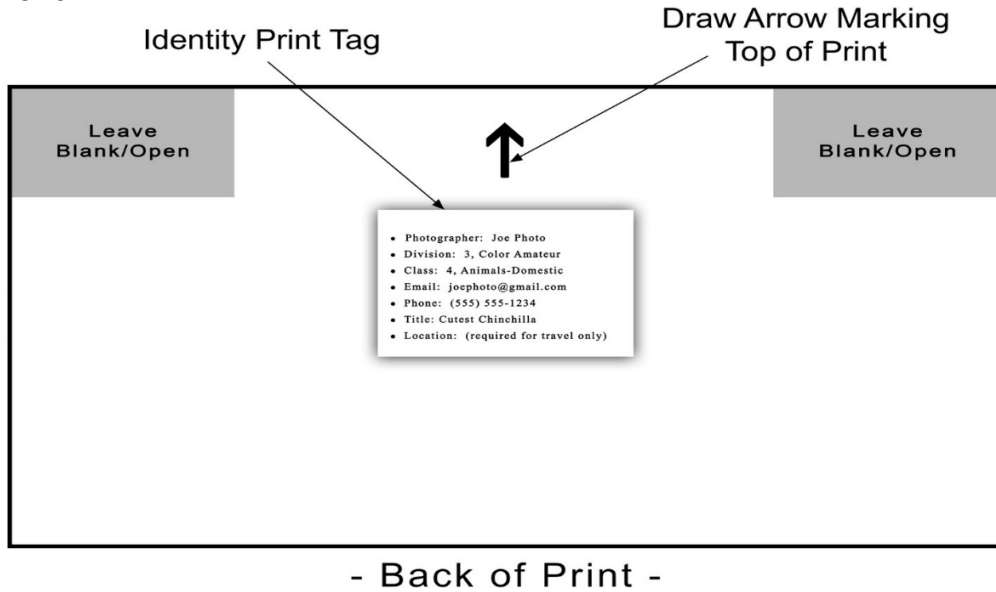 Identity Print Tag
Draw Arrow Marking
Top of Print
Leave
Blank/Open
Leave
Blank/Open
• Photographer: Joe Photo
• Division: 3, Color Amateur
• Class: 4, Animals-Domestic
• Email: joephoto@gmail.com
• Phone: (555) 555-1234
• Title: Cutest Chinchilla
• Location: (required for travel only)
- Back of Print -